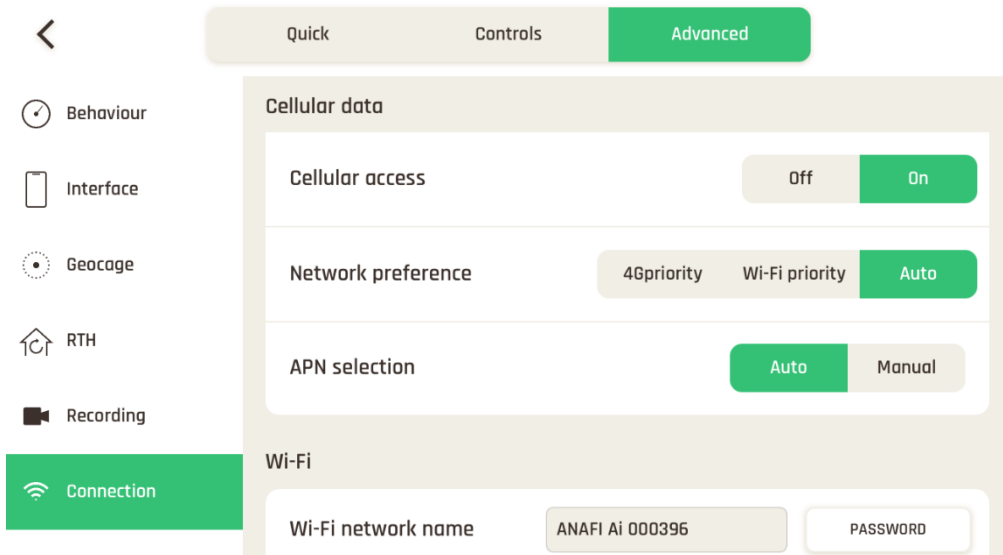 Quick Controls Advanced
Behaviour
Interface
Geocage
RTH
Recording
Connection
Cellular data
Cellular access Off On
Network preference 4Gpriority Wi-Fi priority Auto
APN selection Auto Manual
Wi-Fi
Wi-Fi network name ANAFI Ai 000396 PASSWORD